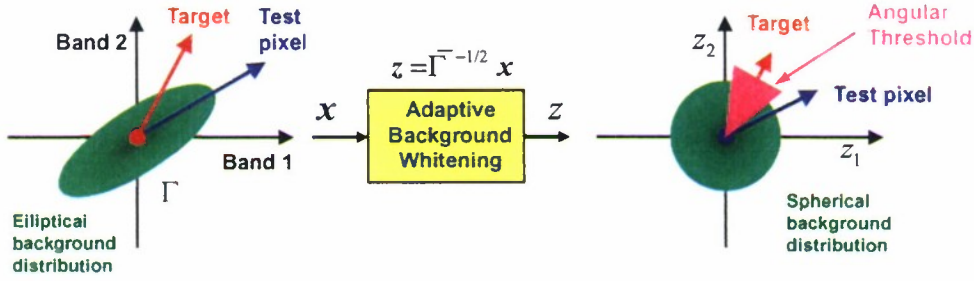 Target
Test
pixel
Band 2
Band 1
Γ
Eiliptical
background
distribution
z = Γ̄⁻¹/² x
x
Adaptive
Background
Whitening
z
Angular
Threshold
Target
z₂
Test pixel
z₁
Spherical
background
distribution